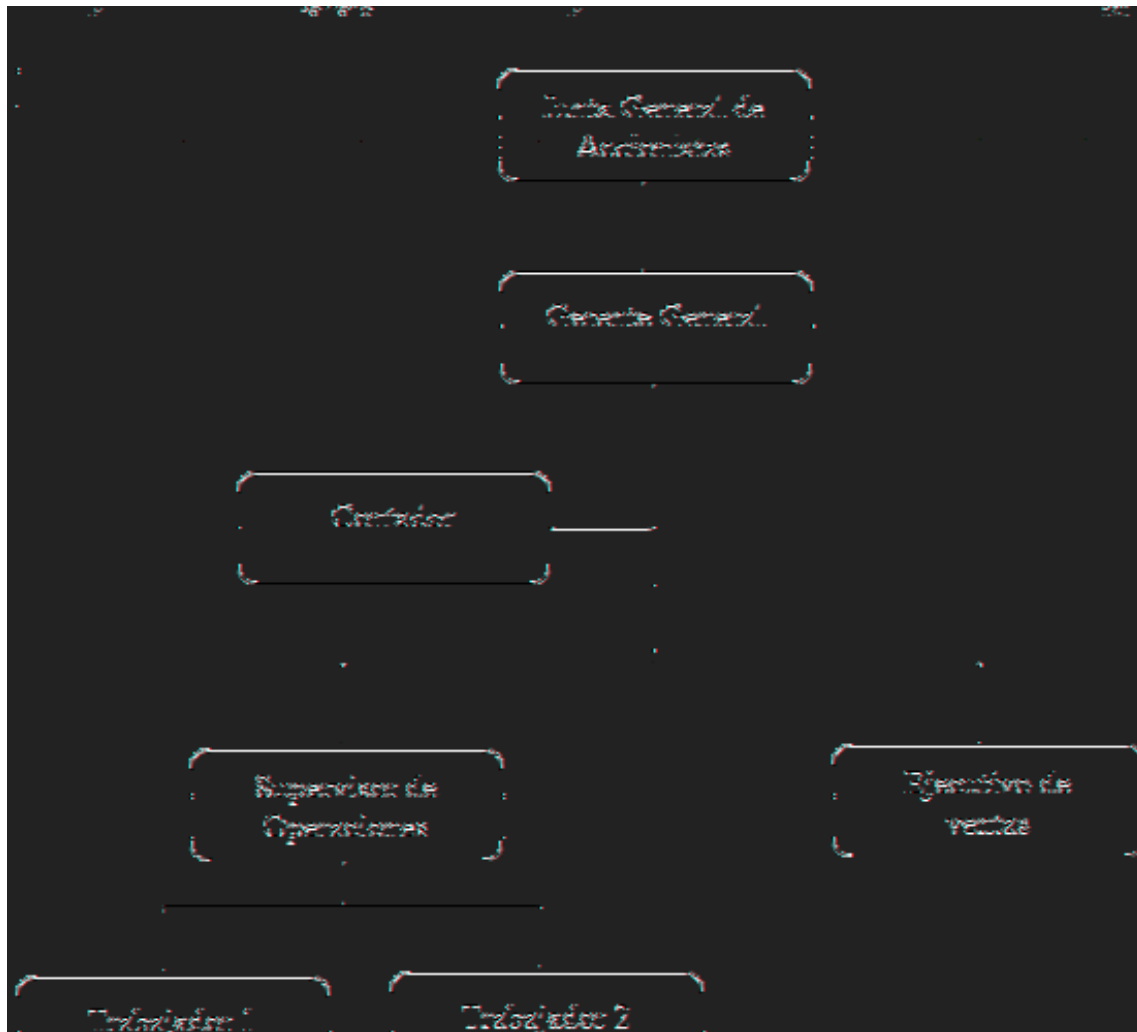 Junta General de
Accionistas
Gerente General
Contador
Supervisor de
Operaciones
Ejecutivo de
ventas
Trabajador 1
Trabajador 2